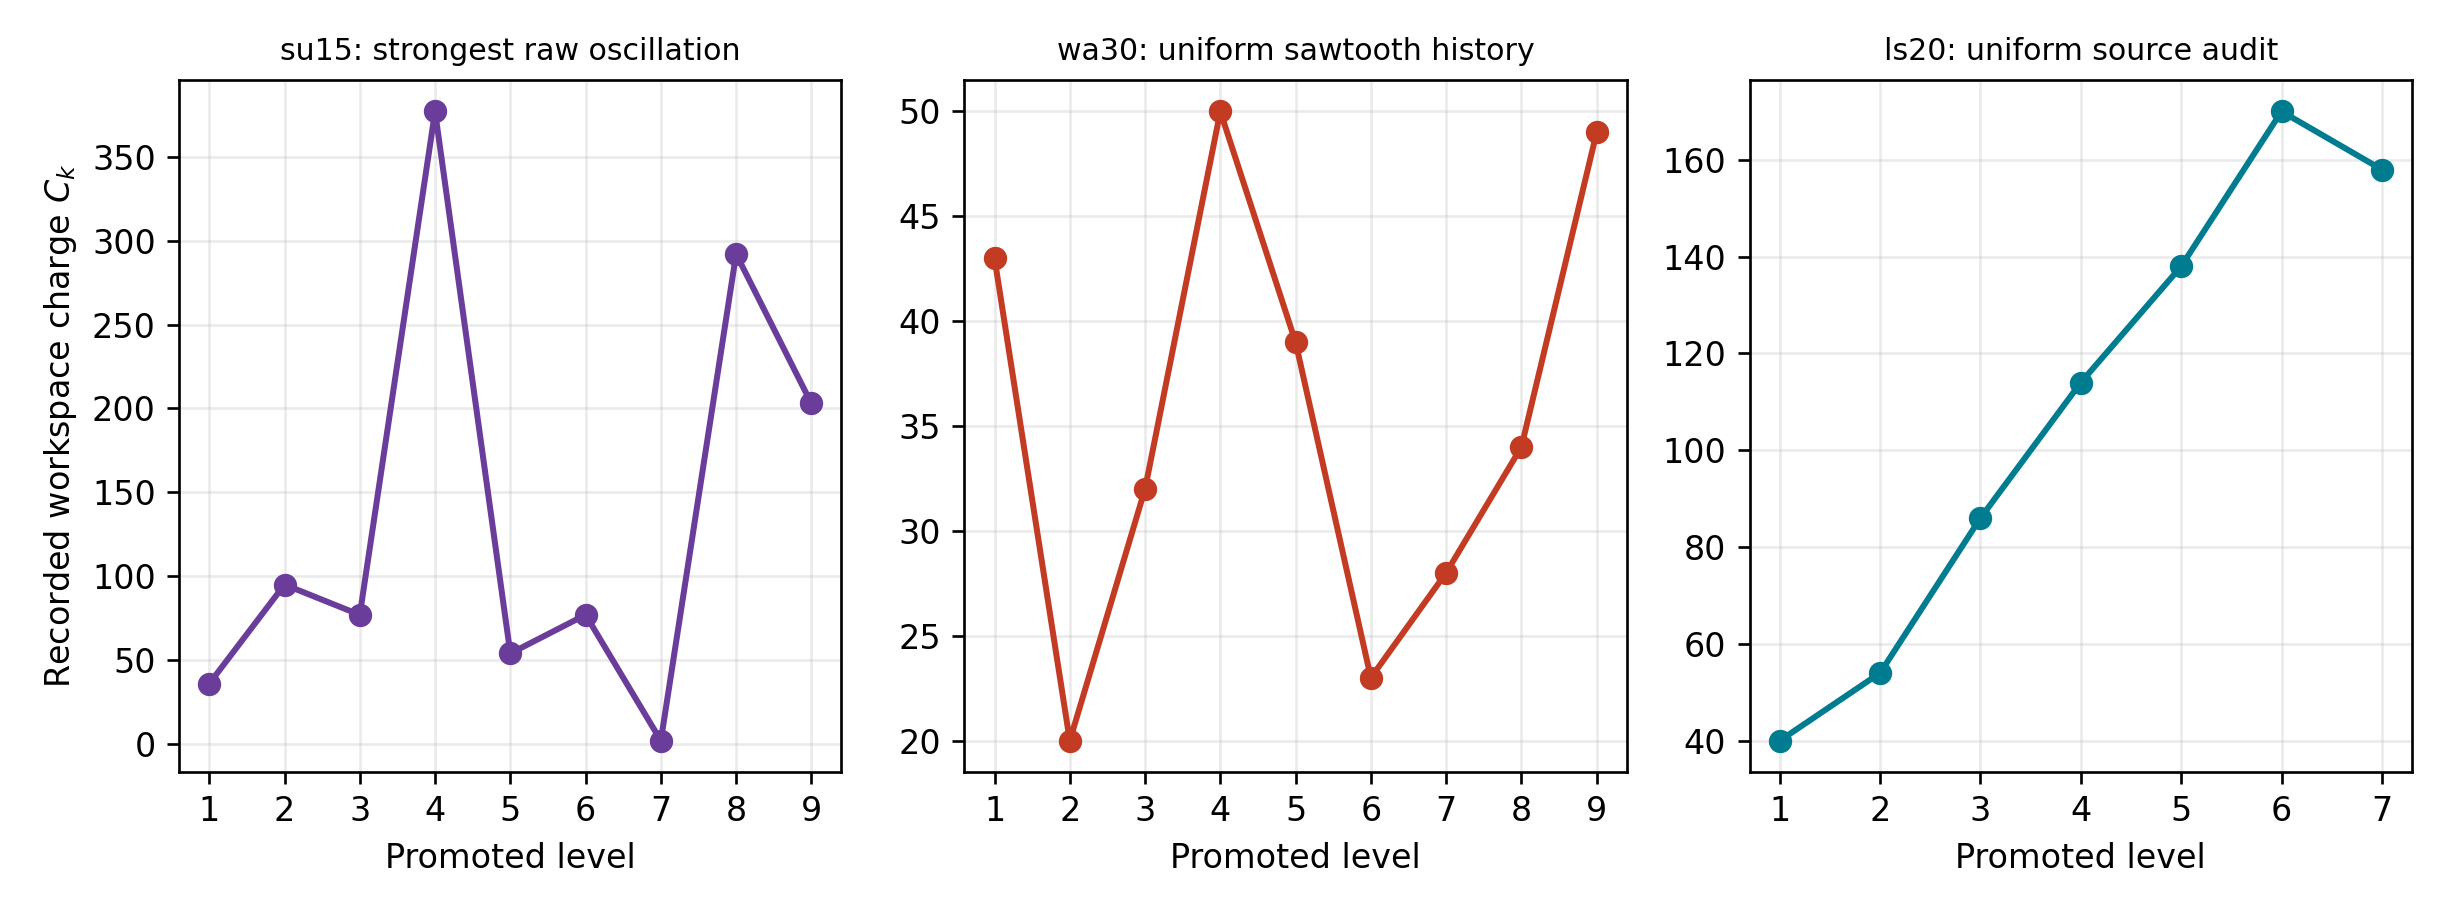 su15: strongest raw oscillation
Recorded workspace charge C_k
350
300
250
200
150
100
50
0
1 2 3 4 5 6 7 8 9
Promoted level
wa30: uniform sawtooth history
50
45
40
35
30
25
20
1 2 3 4 5 6 7 8 9
Promoted level
ls20: uniform source audit
160
140
120
100
80
60
40
1 2 3 4 5 6 7
Promoted level